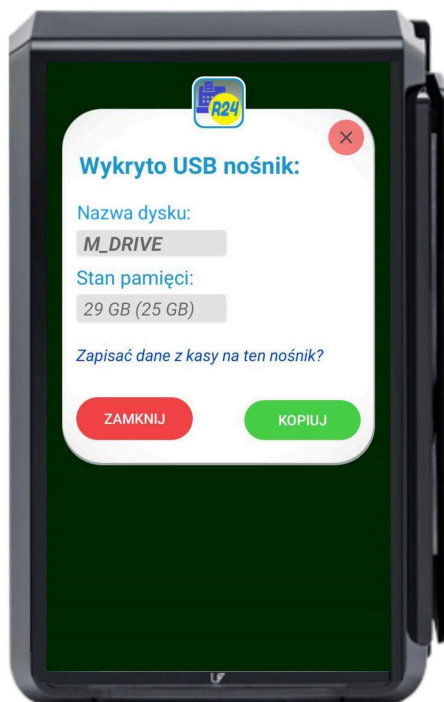 R24
Wykryto USB nośnik:
Nazwa dysku:
M_DRIVE
Stan pamięci:
29 GB (25 GB)
Zapisać dane z kasy na ten nośnik?
ZAMKNIJ
KOPIUJ